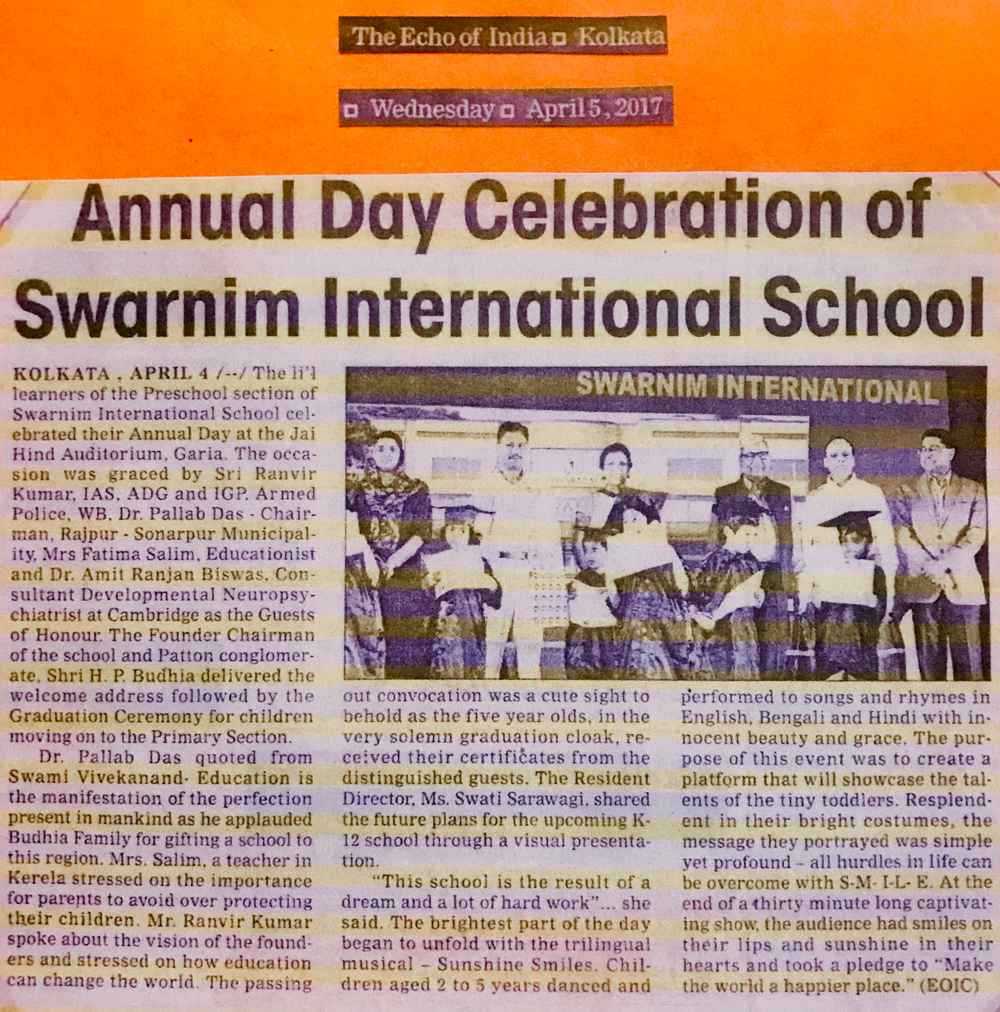 The Echo of India ▫ Kolkata
▫ Wednesday ▫ April 5, 2017
Annual Day Celebration of
Swarnim International School
KOLKATA , APRIL 4 /--/ The li'l
learners of the Preschool section of
Swarnim International School cel-
ebrated their Annual Day at the Jai
Hind Auditorium, Garia. The occa-
sion was graced by Sri Ranvir
Kumar, IAS, ADG and IGP, Armed
Police, WB, Dr. Pallab Das - Chair-
man, Rajpur - Sonarpur Municipal-
ity, Mrs Fatima Salim, Educationist
and Dr. Amit Ranjan Biswas, Con-
sultant Developmental Neuropsy-
chiatrist at Cambridge as the Guests
of Honour. The Founder Chairman
of the school and Patton conglomer-
ate, Shri H. P. Budhia delivered the
welcome address followed by the
Graduation Ceremony for children
moving on to the Primary Section.
Dr. Pallab Das quoted from
Swami Vivekanand- Education is
the manifestation of the perfection
present in mankind as he applauded
Budhia Family for gifting a school to
this region. Mrs. Salim, a teacher in
Kerela stressed on the importance
for parents to avoid over protecting
their children. Mr. Ranvir Kumar
spoke about the vision of the found-
ers and stressed on how education
can change the world. The passing
SWARNIM INTERNATIONAL
out convocation was a cute sight to
behold as the five year olds, in the
very solemn graduation cloak, re-
ceived their certificates from the
distinguished guests. The Resident
Director, Ms. Swati Sarawagi, shared
the future plans for the upcoming K-
12 school through a visual presenta-
tion.
"This school is the result of a
dream and a lot of hard work"... she
said. The brightest part of the day
began to unfold with the trilingual
musical – Sunshine Smiles. Chil-
dren aged 2 to 5 years danced and
performed to songs and rhymes in
English, Bengali and Hindi with in-
nocent beauty and grace. The pur-
pose of this event was to create a
platform that will showcase the tal-
ents of the tiny toddlers. Resplend-
ent in their bright costumes, the
message they portrayed was simple
yet profound – all hurdles in life can
be overcome with S-M- I-L- E. At the
end of a thirty minute long captivat-
ing show, the audience had smiles on
their lips and sunshine in their
hearts and took a pledge to "Make
the world a happier place." (EOIC)